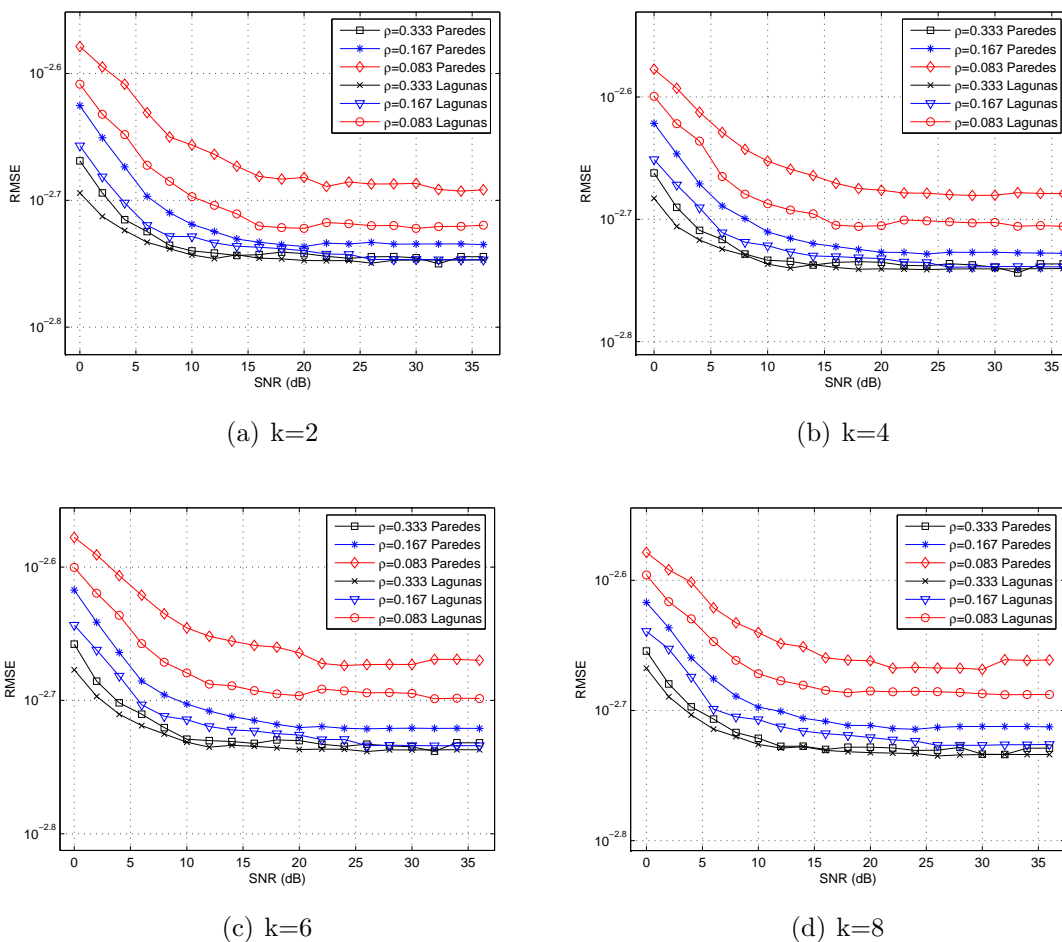 ρ=0.333 Paredes
ρ=0.167 Paredes
ρ=0.083 Paredes
ρ=0.333 Lagunas
ρ=0.167 Lagunas
ρ=0.083 Lagunas
10^−2.6
10^−2.7
10^−2.8
RMSE
0 5 10 15 20 25 30 35
SNR (dB)
(a) k=2
ρ=0.333 Paredes
ρ=0.167 Paredes
ρ=0.083 Paredes
ρ=0.333 Lagunas
ρ=0.167 Lagunas
ρ=0.083 Lagunas
10^−2.6
10^−2.7
10^−2.8
RMSE
0 5 10 15 20 25 30 35
SNR (dB)
(b) k=4
ρ=0.333 Paredes
ρ=0.167 Paredes
ρ=0.083 Paredes
ρ=0.333 Lagunas
ρ=0.167 Lagunas
ρ=0.083 Lagunas
10^−2.6
10^−2.7
10^−2.8
RMSE
0 5 10 15 20 25 30 35
SNR (dB)
(c) k=6
ρ=0.333 Paredes
ρ=0.167 Paredes
ρ=0.083 Paredes
ρ=0.333 Lagunas
ρ=0.167 Lagunas
ρ=0.083 Lagunas
10^−2.6
10^−2.7
10^−2.8
RMSE
0 5 10 15 20 25 30 35
SNR (dB)
(d) k=8